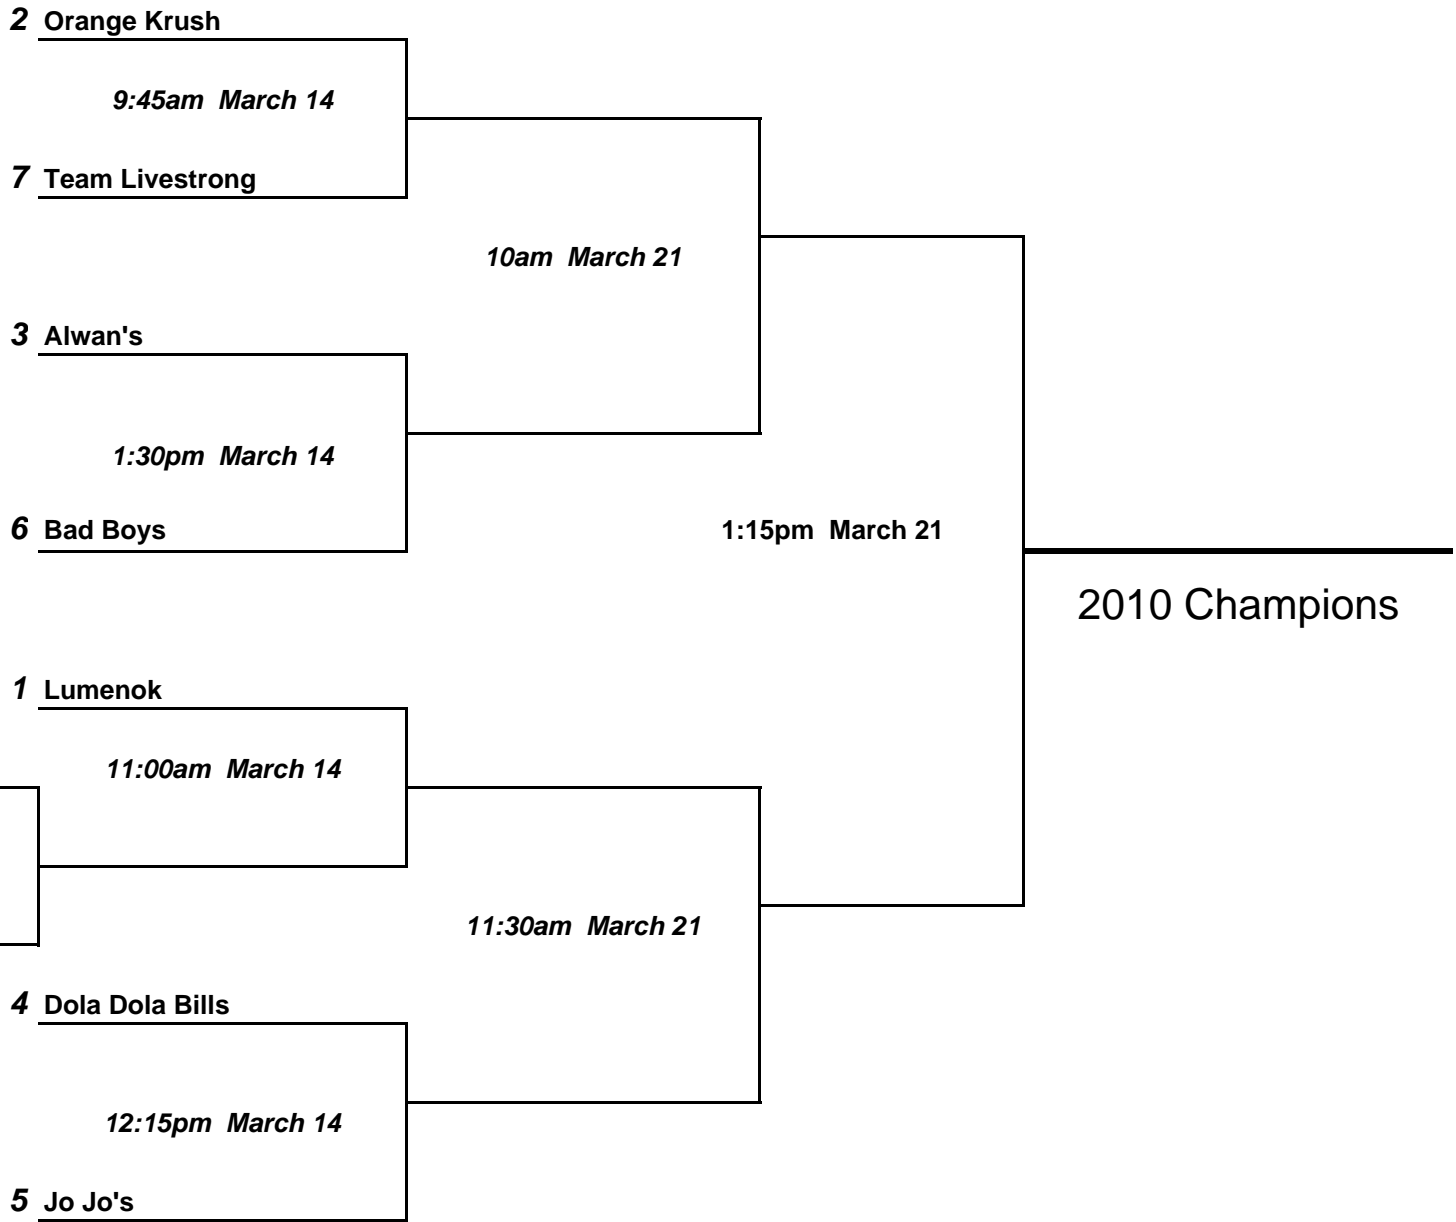 2 Orange Krush
9:45am March 14
7 Team Livestrong
10am March 21
3 Alwan's
1:30pm March 14
6 Bad Boys
1:15pm March 21
2010 Champions
1 Lumenok
11:00am March 14
11:30am March 21
4 Dola Dola Bills
12:15pm March 14
5 Jo Jo's